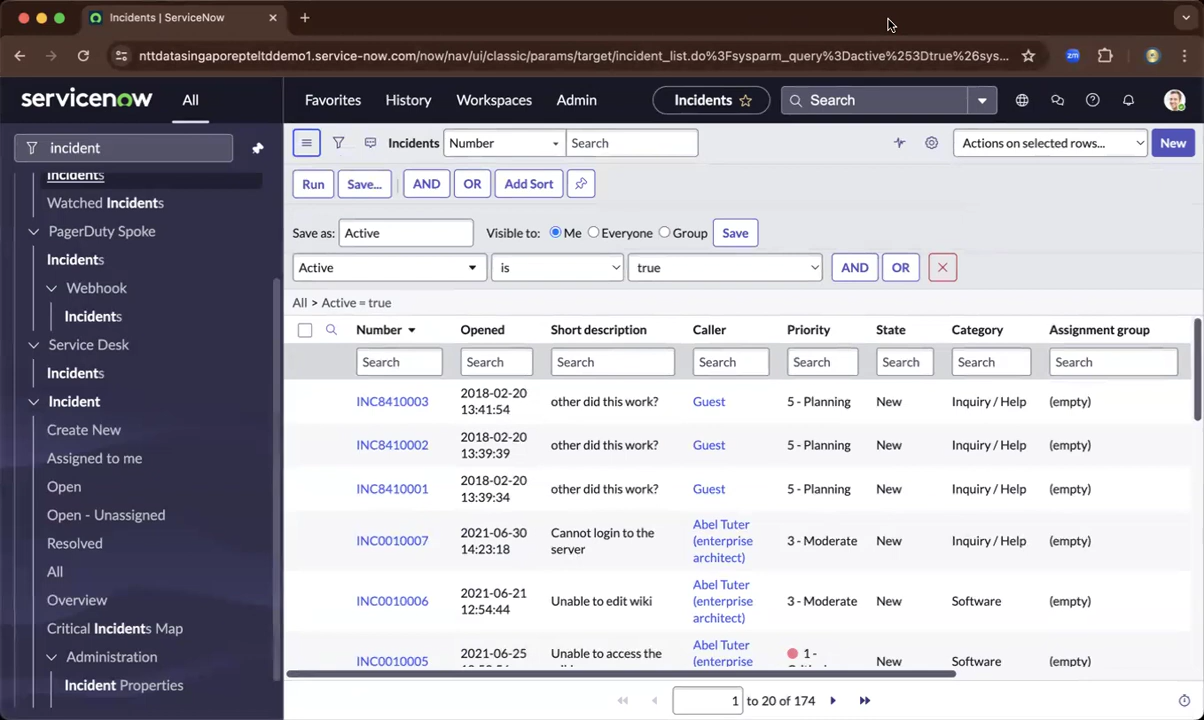 Incidents | ServiceNow
nttdatasingaporepteltddemo1.service-now.com/now/nav/ui/classic/params/target/incident_list.do%3Fsysparm_query%3Dactive%253Dtrue%26sys...
zm
servicenow
All
Favorites
History
Workspaces
Admin
Incidents
Search
incident
Incidents
Watched Incidents
PagerDuty Spoke
Incidents
Webhook
Incidents
Service Desk
Incidents
Incident
Create New
Assigned to me
Open
Open - Unassigned
Resolved
All
Overview
Critical Incidents Map
Administration
Incident Properties
Incidents Number Search Actions on selected rows... New
Run Save... AND OR Add Sort
Save as: Active Visible to: Me Everyone Group Save
Active is true AND OR
All > Active = true
Number Opened Short description Caller Priority State Category Assignment group
Search Search Search Search Search Search Search Search
INC8410003 2018-02-20 13:41:54 other did this work? Guest 5 - Planning New Inquiry / Help (empty)
INC8410002 2018-02-20 13:39:39 other did this work? Guest 5 - Planning New Inquiry / Help (empty)
INC8410001 2018-02-20 13:39:34 other did this work? Guest 5 - Planning New Inquiry / Help (empty)
INC0010007 2021-06-30 14:23:18 Cannot login to the server Abel Tuter (enterprise architect) 3 - Moderate New Inquiry / Help (empty)
INC0010006 2021-06-21 12:54:44 Unable to edit wiki Abel Tuter (enterprise architect) 3 - Moderate New Software (empty)
INC0010005 2021-06-25 Unable to access the Abel Tuter (enterprise 1 - New Software (empty)
1 to 20 of 174